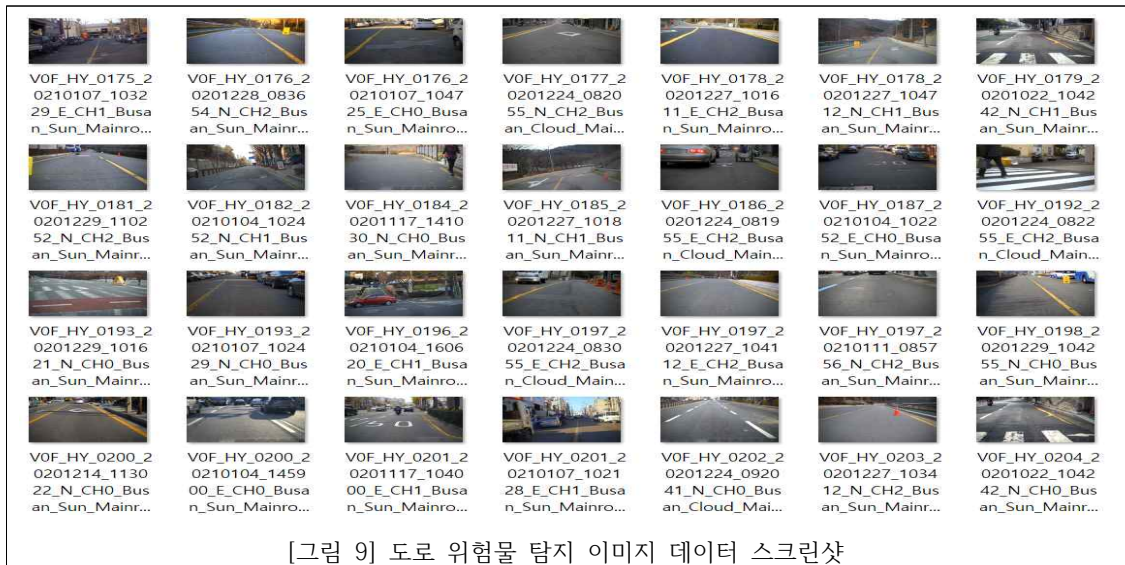 V0F_HY_0175_2 V0F_HY_0176_2 V0F_HY_0176_2 V0F_HY_0177_2 V0F_HY_0178_2 V0F_HY_0178_2 V0F_HY_0179_2
0210107_1032 0201228_0836 0210107_1047 0201224_0820 0201227_1016 0201227_1047 0201022_1042
29_E_CH1_Busa 54_N_CH2_Bus 25_E_CH0_Busa 55_N_CH2_Bus 11_E_CH2_Busa 12_N_CH1_Bus 42_N_CH1_Bus
n_Sun_Mainro... an_Sun_Mainr... n_Sun_Mainro... an_Cloud_Mai... n_Sun_Mainro... an_Sun_Mainr... an_Sun_Mainr...
V0F_HY_0181_2 V0F_HY_0182_2 V0F_HY_0184_2 V0F_HY_0185_2 V0F_HY_0186_2 V0F_HY_0187_2 V0F_HY_0192_2
0201229_1102 0210104_1024 0201117_1410 0201227_1018 0201224_0819 0210104_1022 0201224_0822
52_N_CH2_Bus 52_N_CH1_Bus 30_N_CH0_Bus 11_N_CH1_Bus 55_E_CH2_Busa 52_E_CH0_Busa 55_E_CH2_Busa
an_Sun_Mainr... an_Sun_Mainr... an_Sun_Mainr... an_Sun_Mainr... n_Cloud_Main... n_Sun_Mainro... n_Cloud_Main...
V0F_HY_0193_2 V0F_HY_0193_2 V0F_HY_0196_2 V0F_HY_0197_2 V0F_HY_0197_2 V0F_HY_0197_2 V0F_HY_0198_2
0201229_1016 0210107_1024 0210104_1606 0201224_0830 0201227_1041 0210111_0857 0201229_1042
21_N_CH0_Bus 29_N_CH0_Bus 20_E_CH1_Busa 55_E_CH2_Busa 12_E_CH2_Busa 56_N_CH2_Bus 55_N_CH0_Bus
an_Sun_Mainr... an_Sun_Mainr... n_Sun_Mainro... n_Cloud_Main... n_Sun_Mainro... an_Sun_Mainr... an_Sun_Mainr...
V0F_HY_0200_2 V0F_HY_0200_2 V0F_HY_0201_2 V0F_HY_0201_2 V0F_HY_0202_2 V0F_HY_0203_2 V0F_HY_0204_2
0201214_1130 0210104_1459 0201117_1040 0210107_1021 0201224_0920 0201227_1034 0201022_1042
22_N_CH0_Bus 00_E_CH0_Busa 00_E_CH1_Busa 28_E_CH1_Busa 41_N_CH0_Bus 12_N_CH2_Bus 42_N_CH0_Bus
an_Sun_Mainr... n_Sun_Mainro... n_Sun_Mainro... n_Sun_Mainro... an_Cloud_Mai... an_Sun_Mainr... an_Sun_Mainr...
[그림 9] 도로 위험물 탐지 이미지 데이터 스크린샷